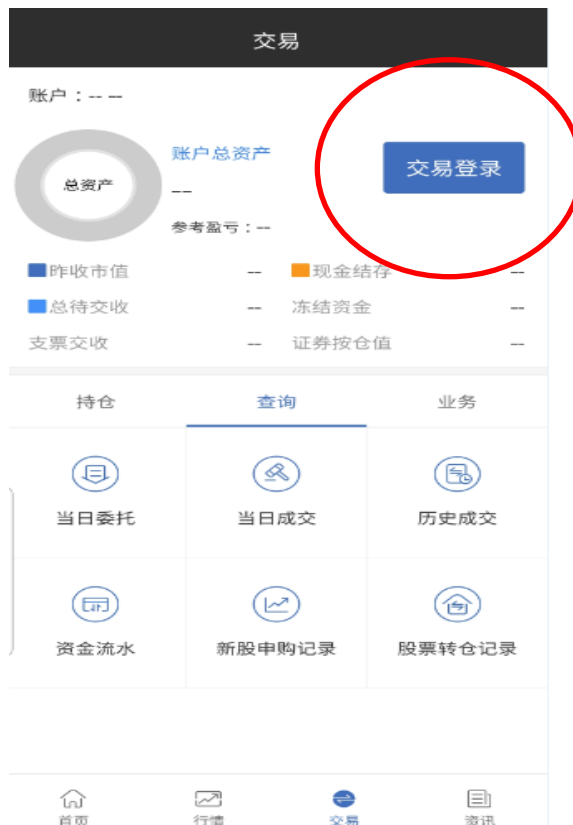 交易
账户：-- --
账户总资产
总资产
--
交易登录
参考盈亏：--
昨收市值 -- 现金结存 --
总待交收 -- 冻结资金 --
支票交收 -- 证券按仓值 --
持仓 查询 业务
当日委托 当日成交 历史成交
资金流水 新股申购记录 股票转仓记录
首页 行情 交易 资讯